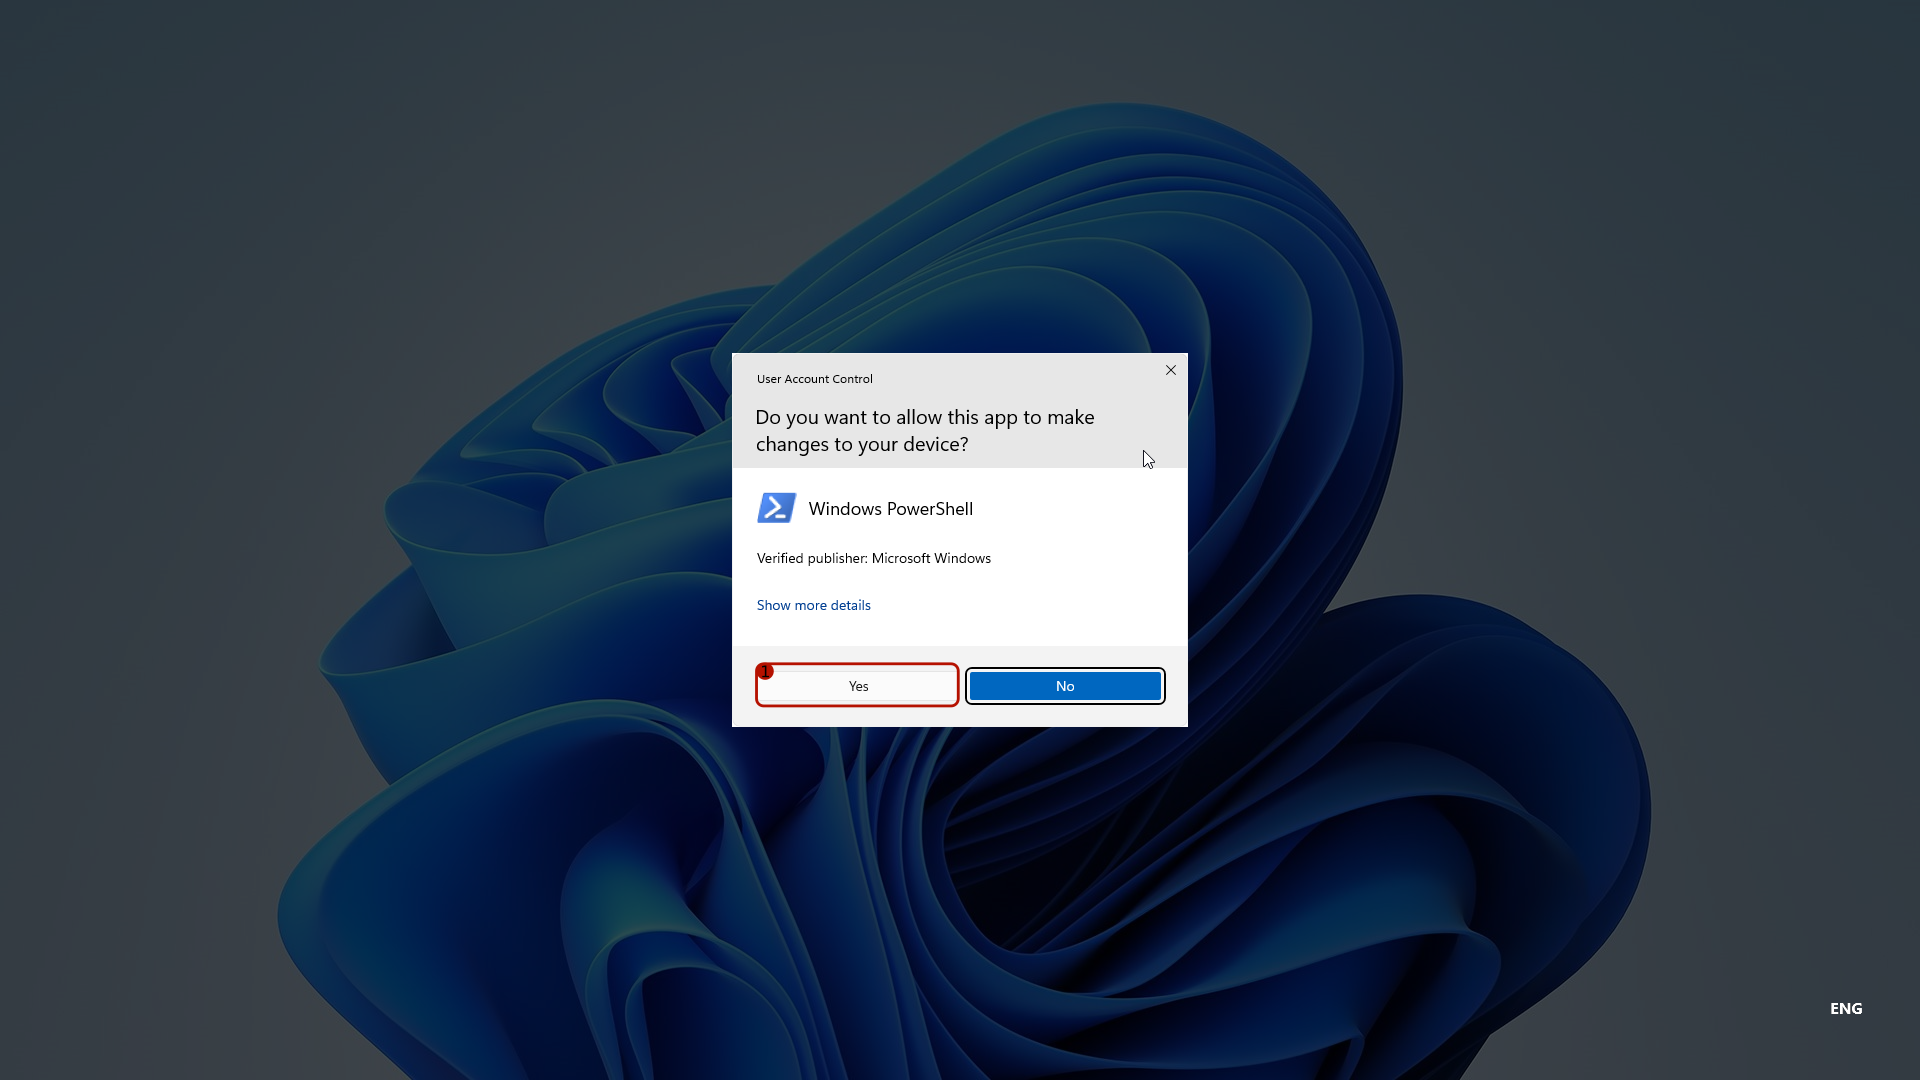 User Account Control
Do you want to allow this app to make
changes to your device?
Windows PowerShell
Verified publisher: Microsoft Windows
Show more details
1
Yes
No
ENG